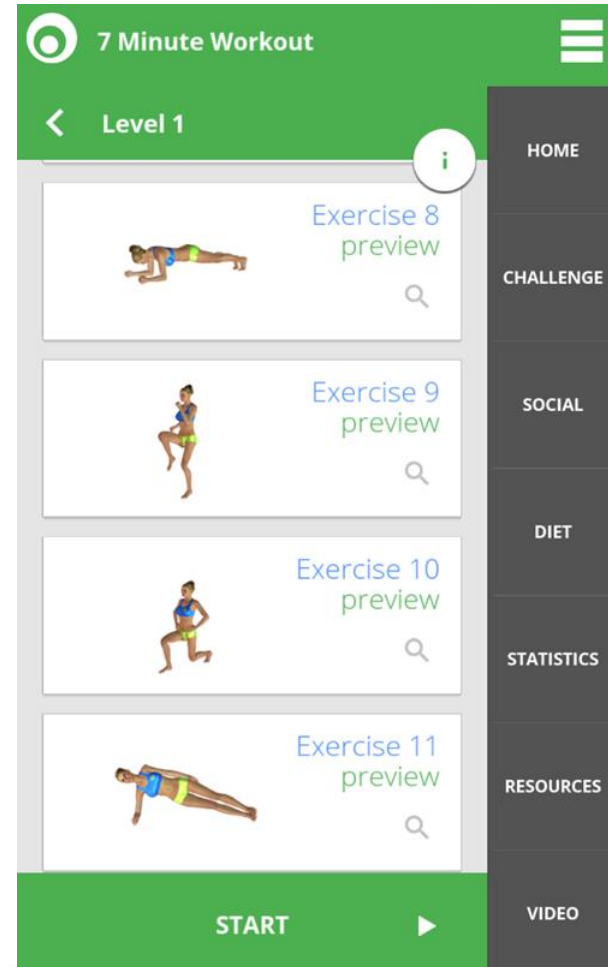 7 Minute Workout
Level 1
i
Exercise 8
preview
Exercise 9
preview
Exercise 10
preview
Exercise 11
preview
START
HOME
CHALLENGE
SOCIAL
DIET
STATISTICS
RESOURCES
VIDEO